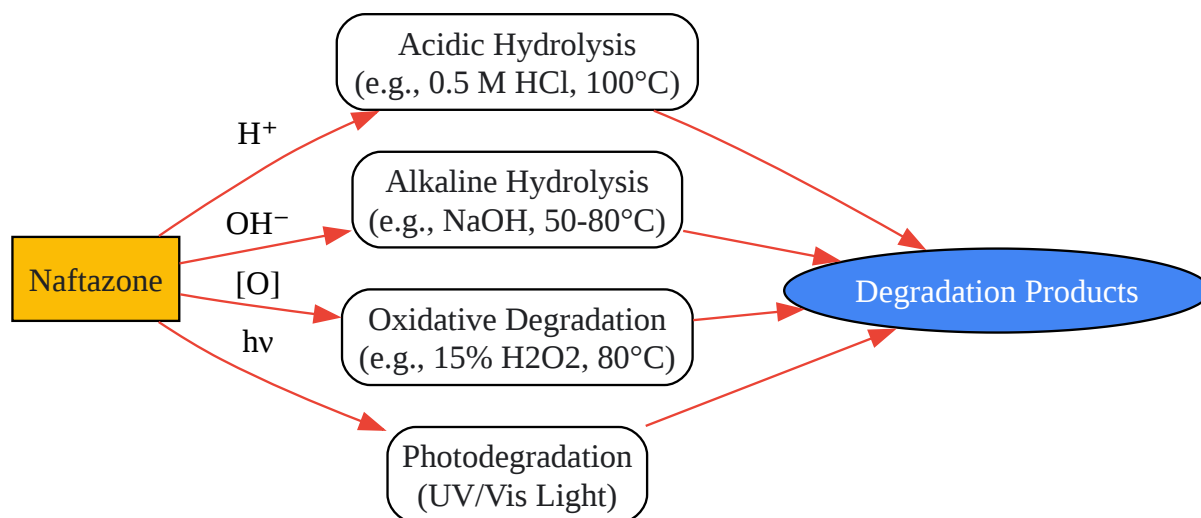 Acidic Hydrolysis
(e.g., 0.5 M HCl, 100°C)
H⁺
Alkaline Hydrolysis
(e.g., NaOH, 50-80°C)
OH⁻
Naftazone
[O]
Degradation Products
Oxidative Degradation
(e.g., 15% H2O2, 80°C)
hν
Photodegradation
(UV/Vis Light)